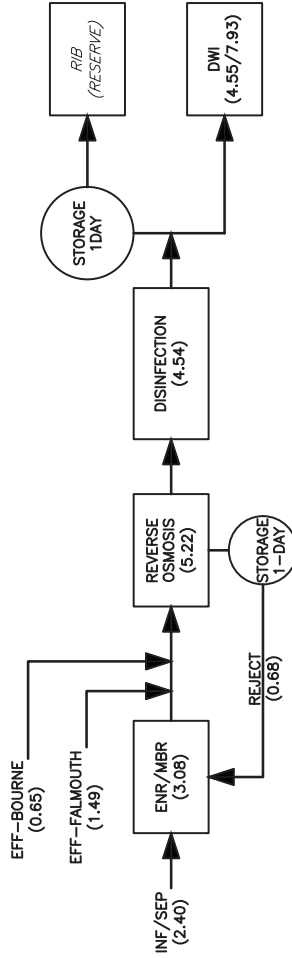 EFF-BOURNE
(0.65)
EFF-FALMOUTH
(1.49)
INF/SEP
(2.40)
ENR/MBR
(3.08)
REVERSE
OSMOSIS
(5.22)
STORAGE
1-DAY
REJECT
(0.68)
DISINFECTION
(4.54)
STORAGE
1DAY
RIB
(RESERVE)
DWI
(4.55/7.93)